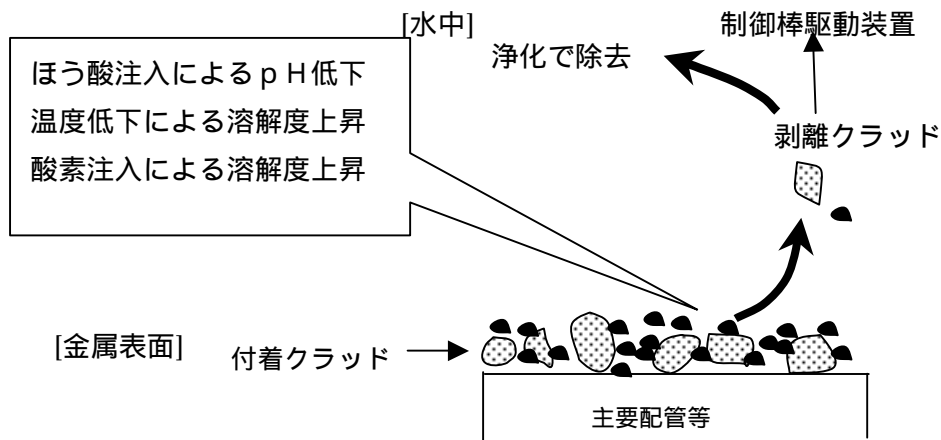 [水中]
制御棒駆動装置
浄化で除去
ほう酸注入によるpH低下
温度低下による溶解度上昇
酸素注入による溶解度上昇
剥離クラッド
[金属表面]
付着クラッド
主要配管等